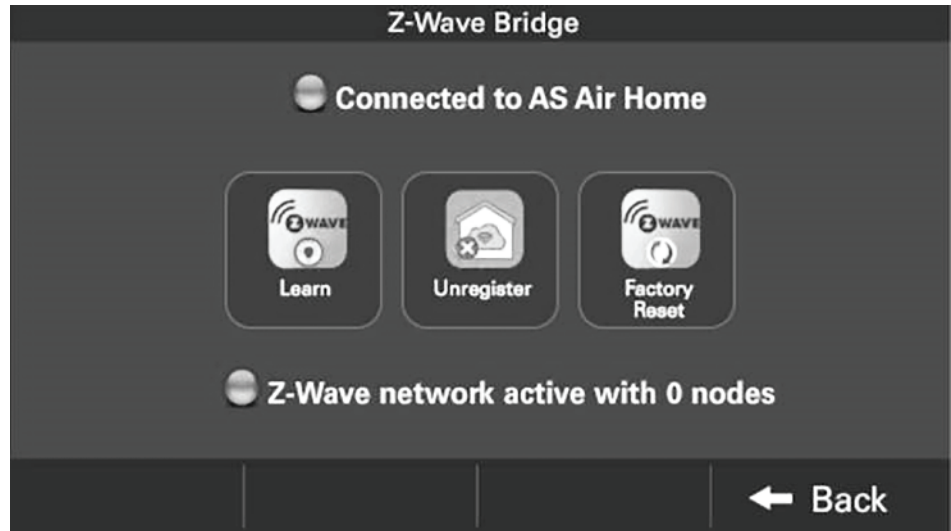 Z-Wave Bridge
Connected to AS Air Home
Z-WAVE
Z-WAVE
Learn
Unregister
Factory
Reset
Z-Wave network active with 0 nodes
Back